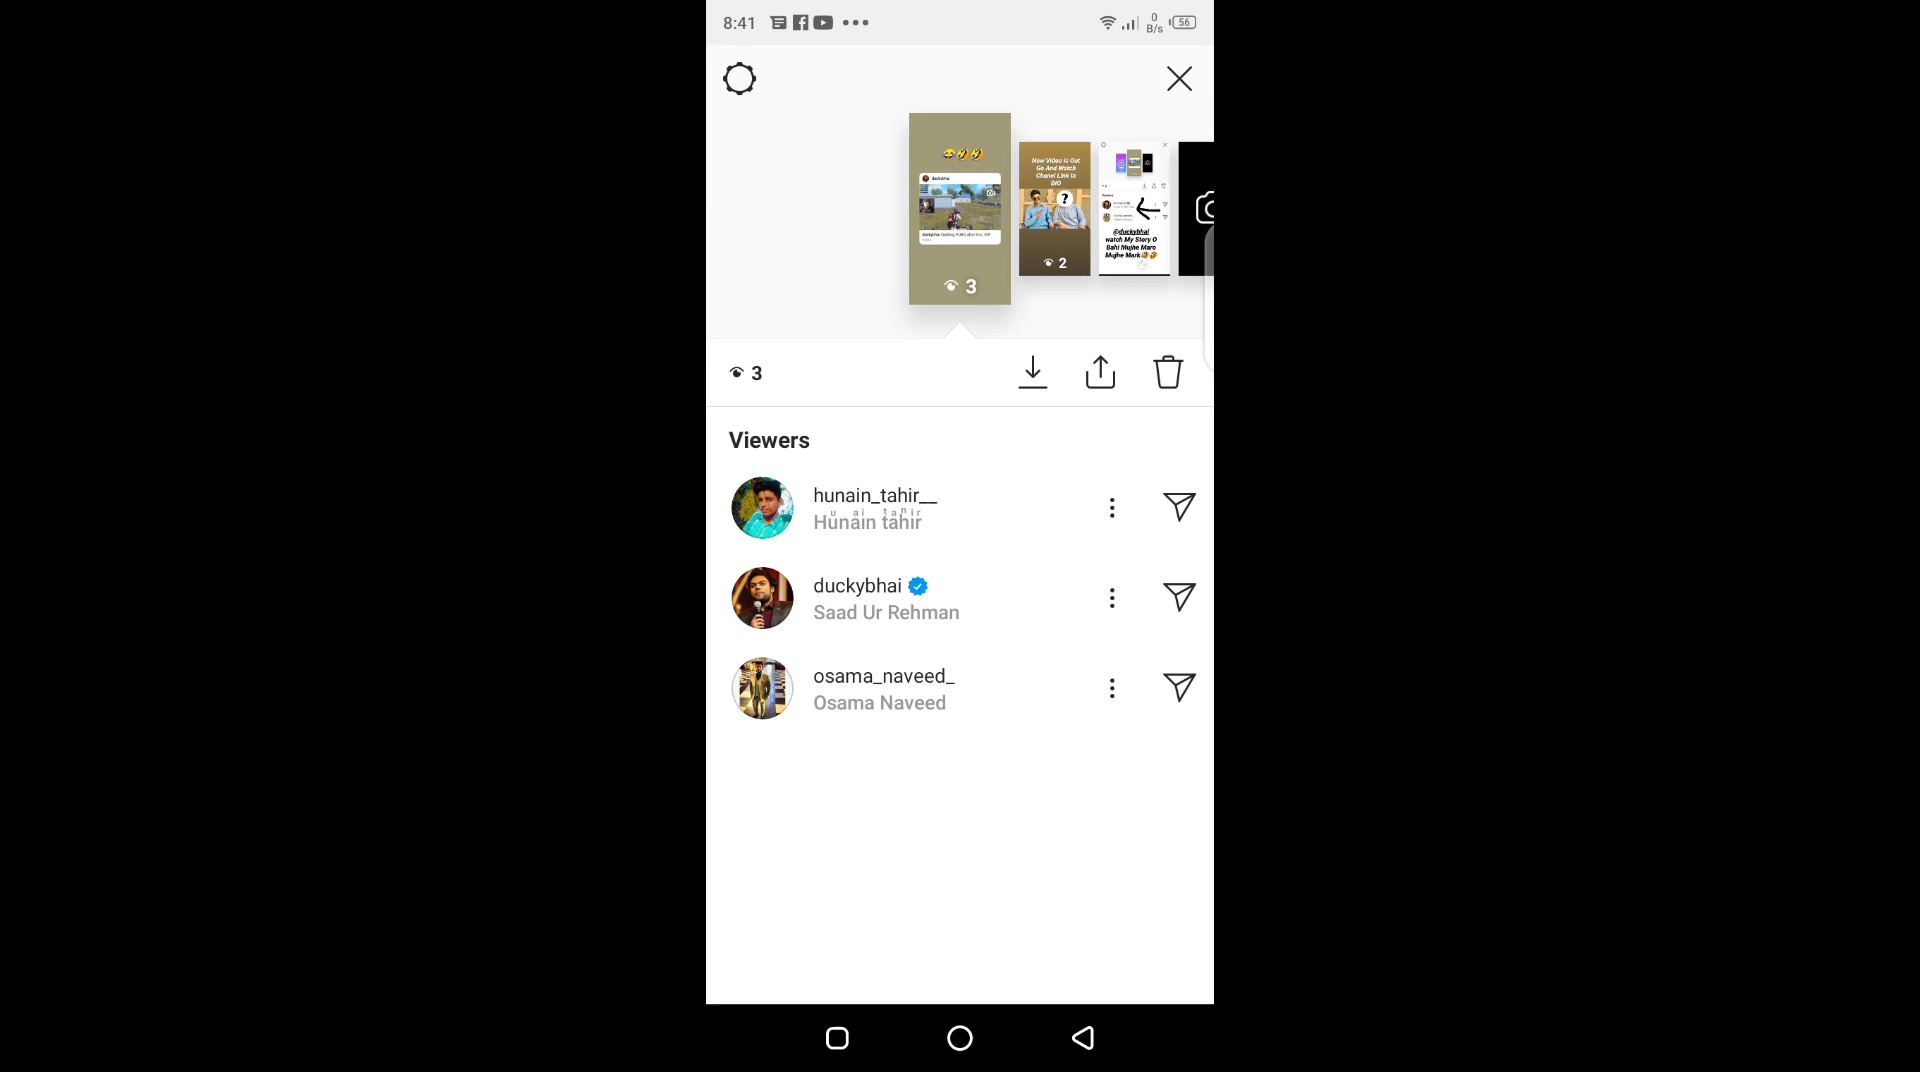 8:41
0
B/s
56
duckybhai
3
New Video Is Out
Go And Watch
Chanel Link In
BIO
2
@duckybhai
watch My Story O
Bahi Mujhe Maro
Mujhe Mark
3
Viewers
hunain_tahir__
Hunain tahir
duckybhai
Saad Ur Rehman
osama_naveed_
Osama Naveed